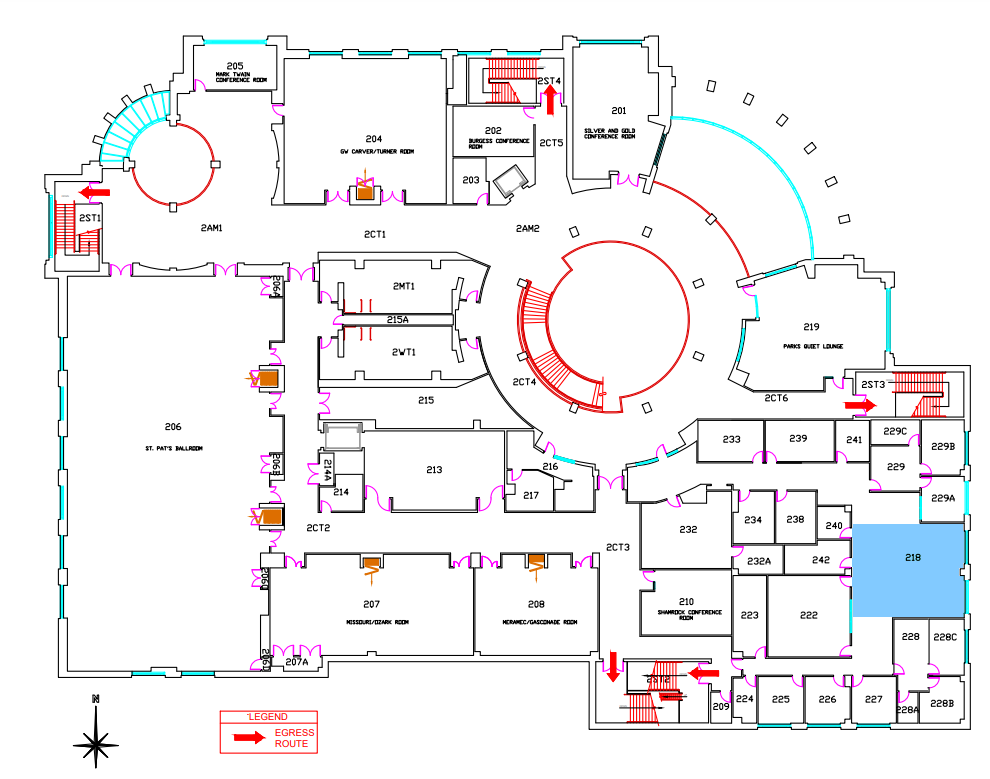 205
MARK TWAIN
CONFERENCE ROOM
204
GW CARVER/TURNER ROOM
2ST4
201
SILVER AND GOLD
CONFERENCE ROOM
202
BURGESS CONFERENCE
ROOM
2CT5
203
2ST1
2AM1
2CT1
2AM2
206A
2MT1
215A
2WT1
219
PARKS QUIET LOUNGE
2CT4
2ST3
2CT6
215
206
ST. PAT'S BALLROOM
206B
213
214A
214
216
217
233
239
241
229C
229B
229
229A
2CT2
2CT3
232
234
238
240
232A
242
218
206C
207
MISSOURI/OZARK ROOM
208
MERAMEC/GASCONADE ROOM
210
SHAMROCK CONFERENCE
ROOM
223
222
228
228C
206D
207A
2ST2
209
224
225
226
227
228A
228B
N
LEGEND
EGRESS
ROUTE